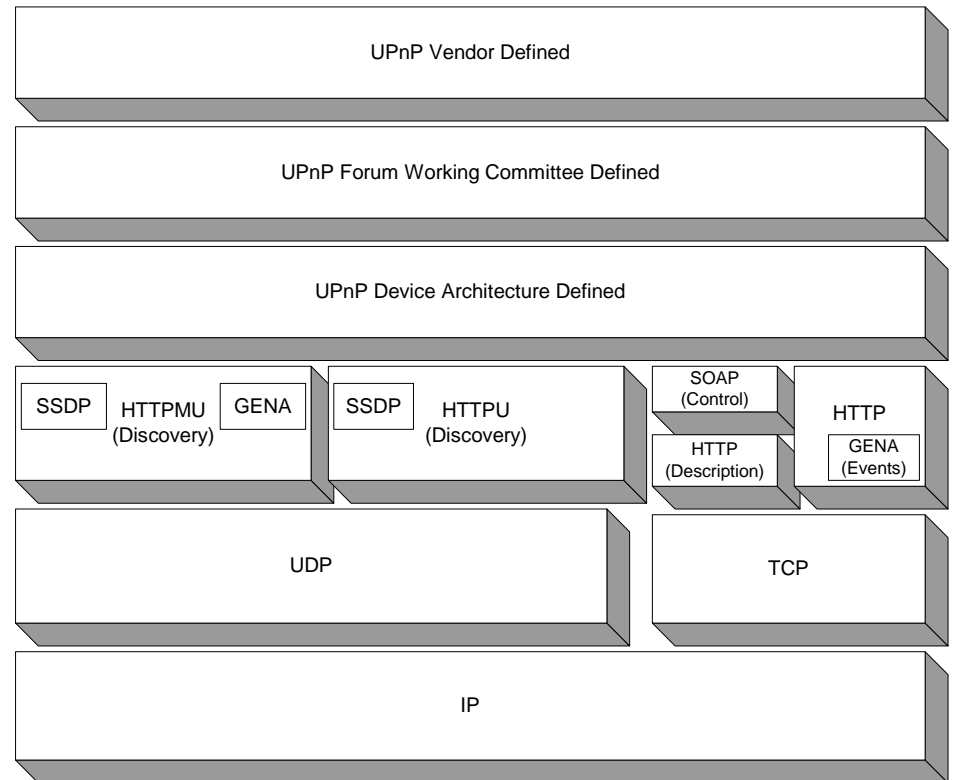 UPnP Vendor Defined
UPnP Forum Working Committee Defined
UPnP Device Architecture Defined
SSDP
HTTPMU
(Discovery)
GENA
SSDP
HTTPU
(Discovery)
SOAP
(Control)
HTTP
(Description)
HTTP
GENA
(Events)
UDP
TCP
IP